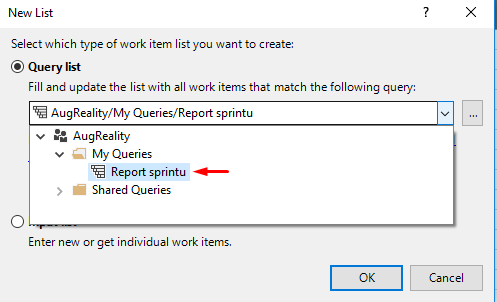 New List
?
Select which type of work item list you want to create:
Query list
Fill and update the list with all work items that match the following query:
AugReality/My Queries/Report sprintu
...
AugReality
My Queries
Report sprintu
Shared Queries
Enter new or get individual work items.
OK
Cancel